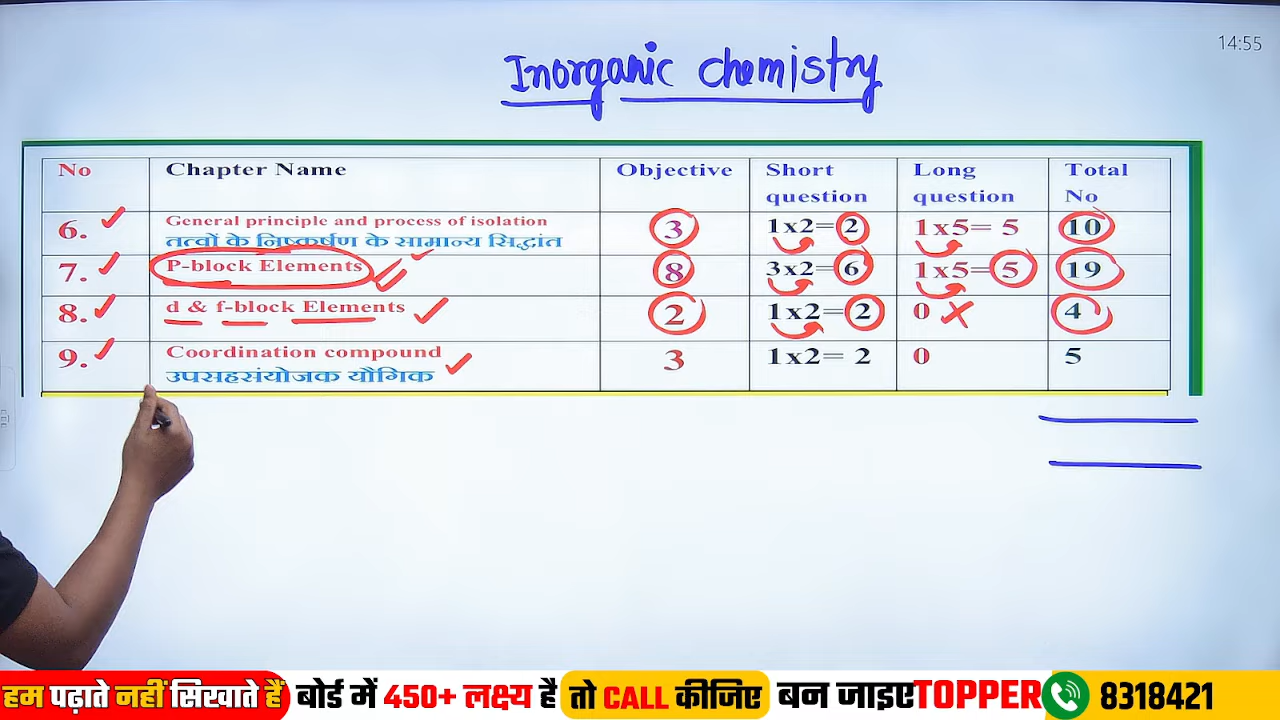 14:55
Inorganic chemistry
No Chapter Name Objective Short question Long question Total No
6. General principle and process of isolation 3 1x2= 2 1x5= 5 10
तत्वों के निष्कर्षण के सामान्य सिद्धांत
7. P-block Elements 8 3x2= 6 1x5= 5 19
8. d & f-block Elements 2 1x2= 2 0 4
9. Coordination compound 3 1x2= 2 0 5
उपसहसंयोजक यौगिक
हम पढ़ाते नहीं सिखाते हैं बोर्ड में 450+ लक्ष्य है तो CALL कीजिए बन जाइए TOPPER 8318421